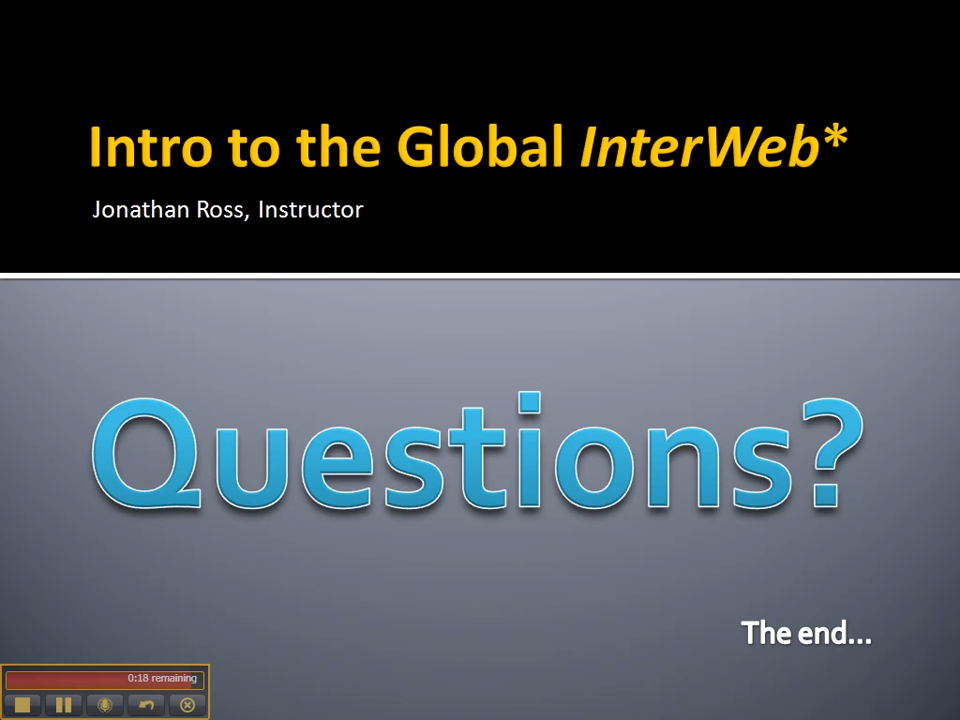 Intro to the Global InterWeb*
Jonathan Ross, Instructor
Questions?
The end...
0:18 remaining